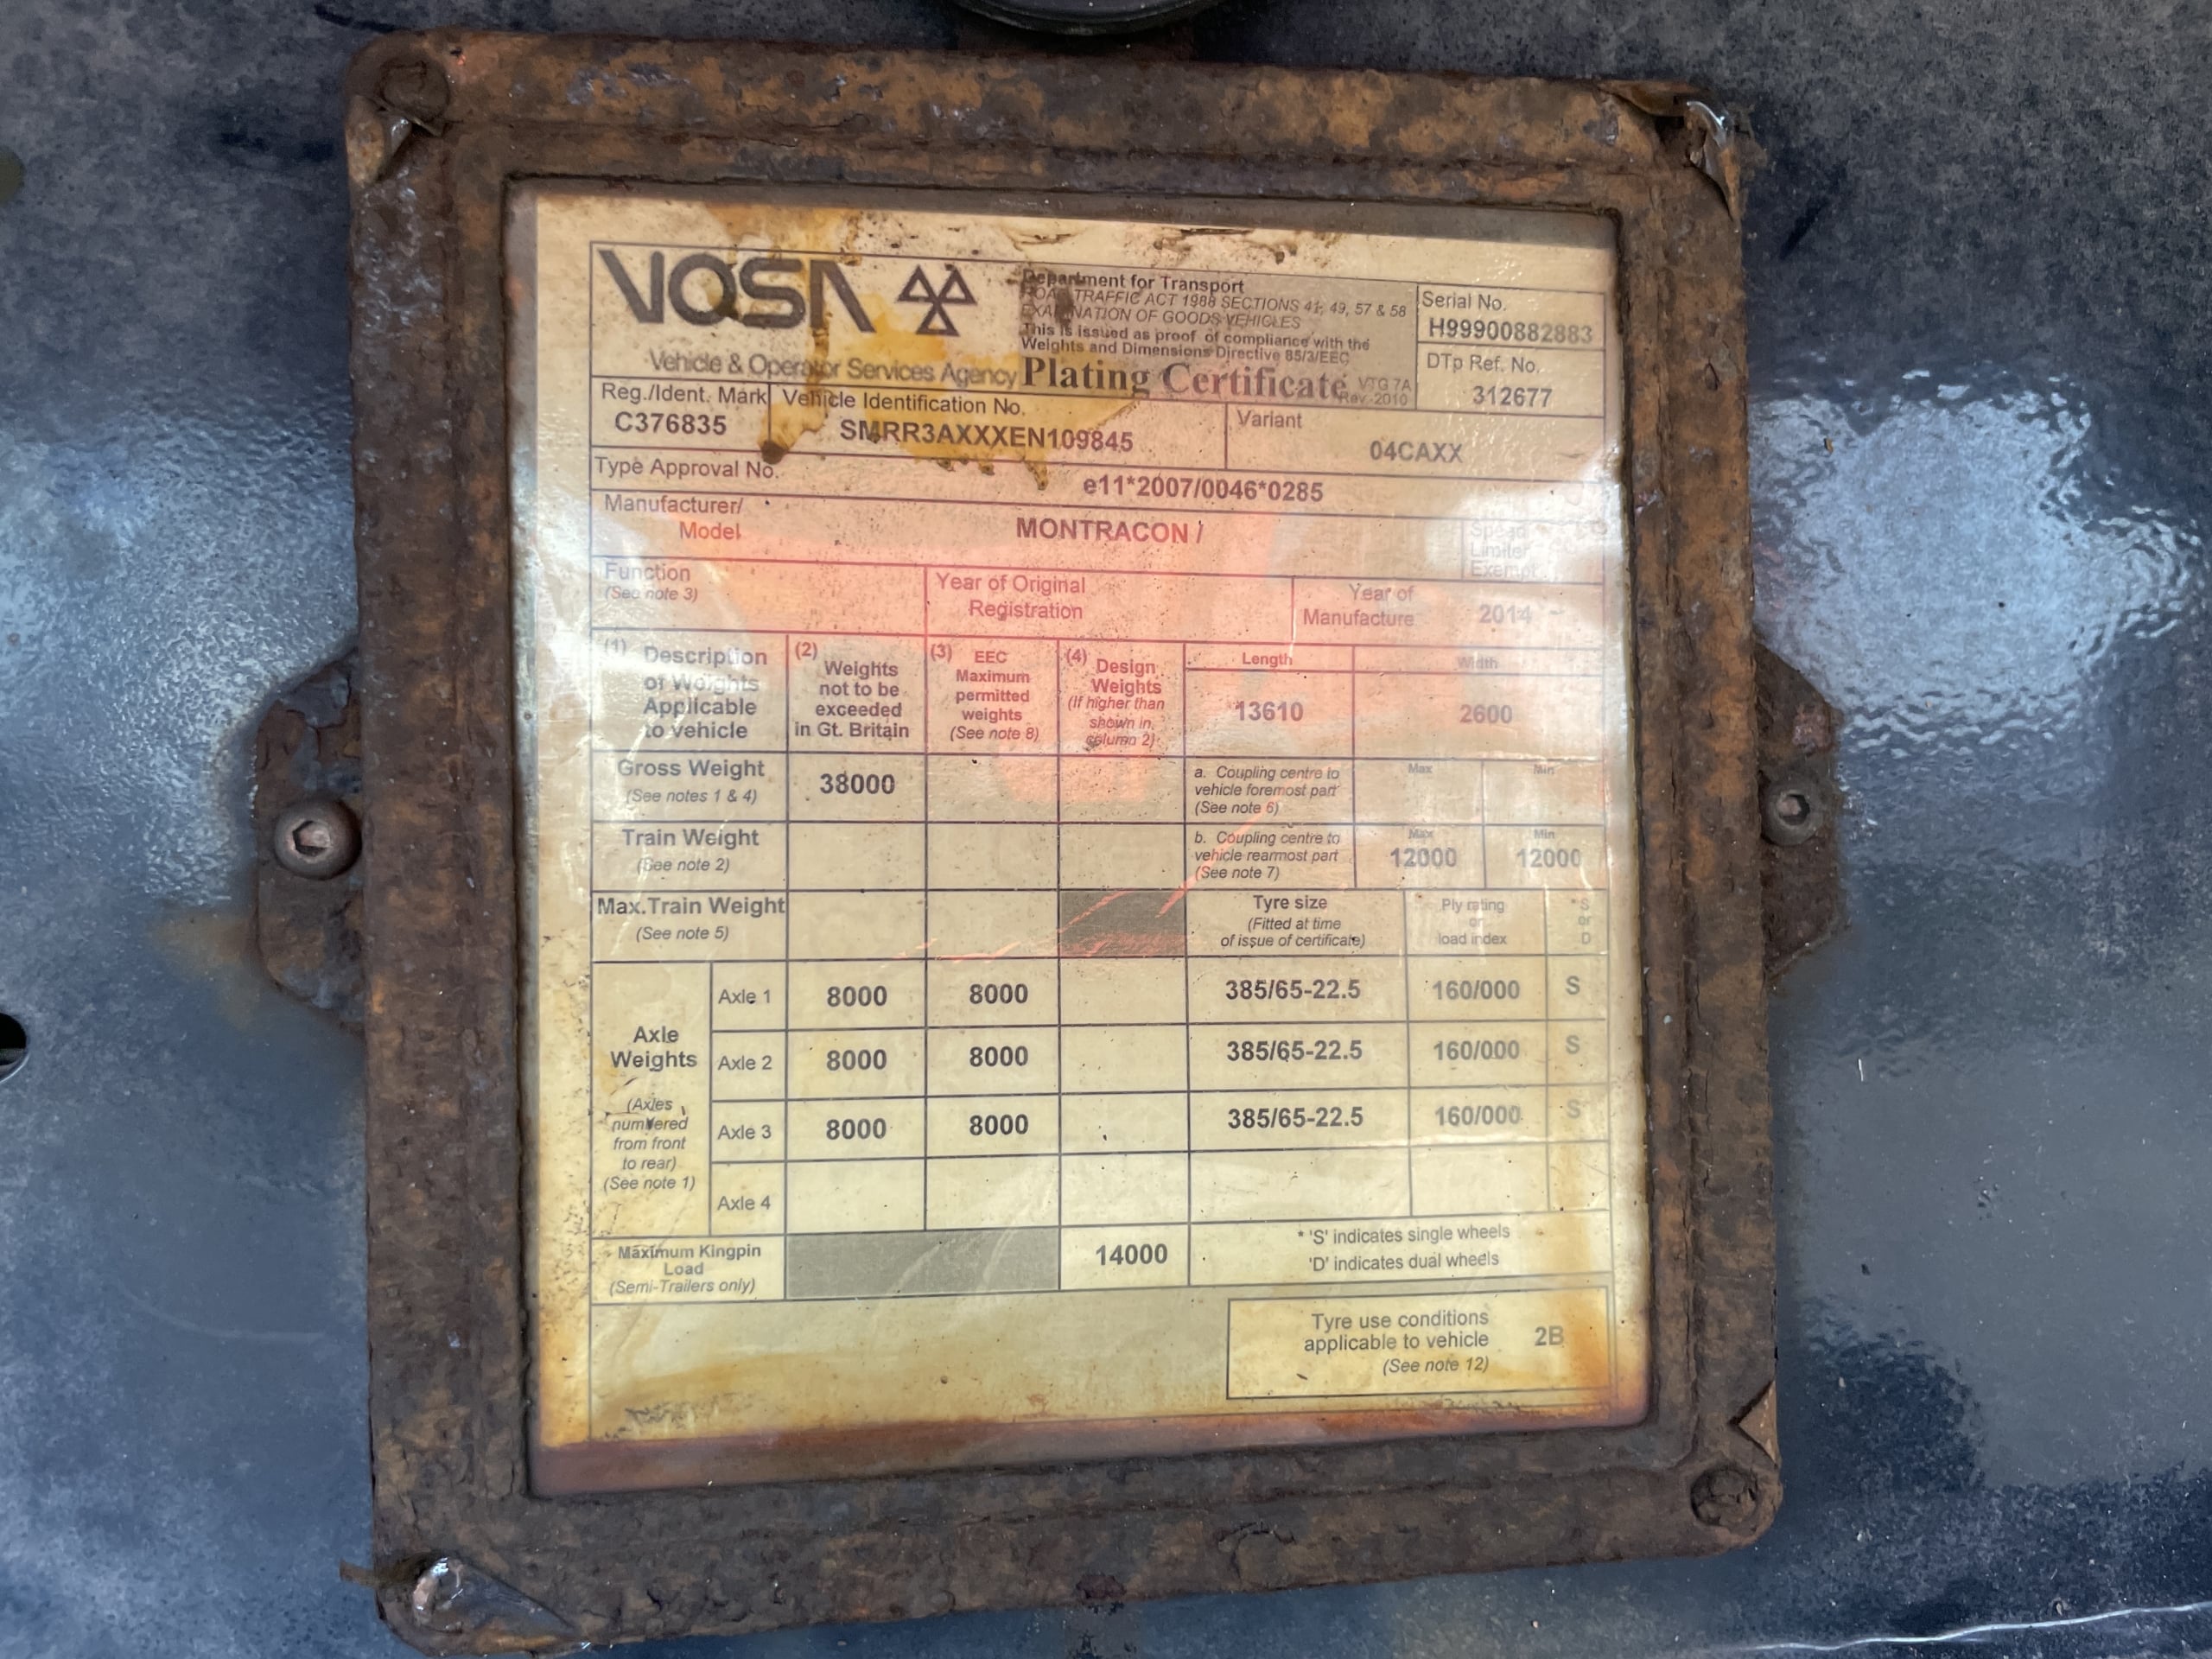 VOSA
Department for Transport
ROAD TRAFFIC ACT 1988 SECTIONS 41, 49, 57 & 58
EXAMINATION OF GOODS VEHICLES
This is issued as proof of compliance with the
Weights and Dimensions Directive 85/3/EEC
Vehicle & Operator Services Agency
Plating Certificate
VTG 7A
Rev. 2010
Serial No.
H99900882883
DTp Ref. No.
312677
Reg./Ident. Mark
C376835
Vehicle Identification No.
SMRR3AXXXEN109845
Variant
04CAXX
Type Approval No.
e11*2007/0046*0285
Manufacturer/
Model
MONTRACON /
Speed
Limiter
Exempt
Function
(See note 3)
Year of Original
Registration
Year of
Manufacture
2014
(1) Description
of Weights
Applicable
to vehicle
(2)
Weights
not to be
exceeded
in Gt. Britain
(3) EEC
Maximum
permitted
weights
(See note 8)
(4) Design
Weights
(If higher than
shown in
column 2)
Length
13610
Width
2600
Gross Weight
(See notes 1 & 4)
38000
a. Coupling centre to
vehicle foremost part
(See note 6)
Max
Min
Train Weight
(See note 2)
b. Coupling centre to
vehicle rearmost part
(See note 7)
Max
12000
Min
12000
Max.Train Weight
(See note 5)
Tyre size
(Fitted at time
of issue of certificate)
Ply rating
or
load index
*S
or
D
Axle
Weights
(Axles
numbered
from front
to rear)
(See note 1)
Axle 1 8000 8000 385/65-22.5 160/000 S
Axle 2 8000 8000 385/65-22.5 160/000 S
Axle 3 8000 8000 385/65-22.5 160/000 S
Axle 4
Maximum Kingpin
Load
(Semi-Trailers only)
14000
* 'S' indicates single wheels
'D' indicates dual wheels
Tyre use conditions
applicable to vehicle
(See note 12)
2B